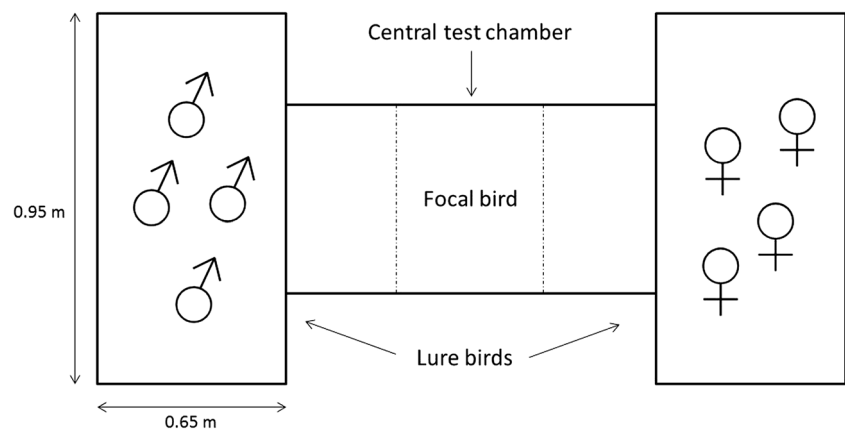 Central test chamber
Focal bird
0.95 m
Lure birds
0.65 m